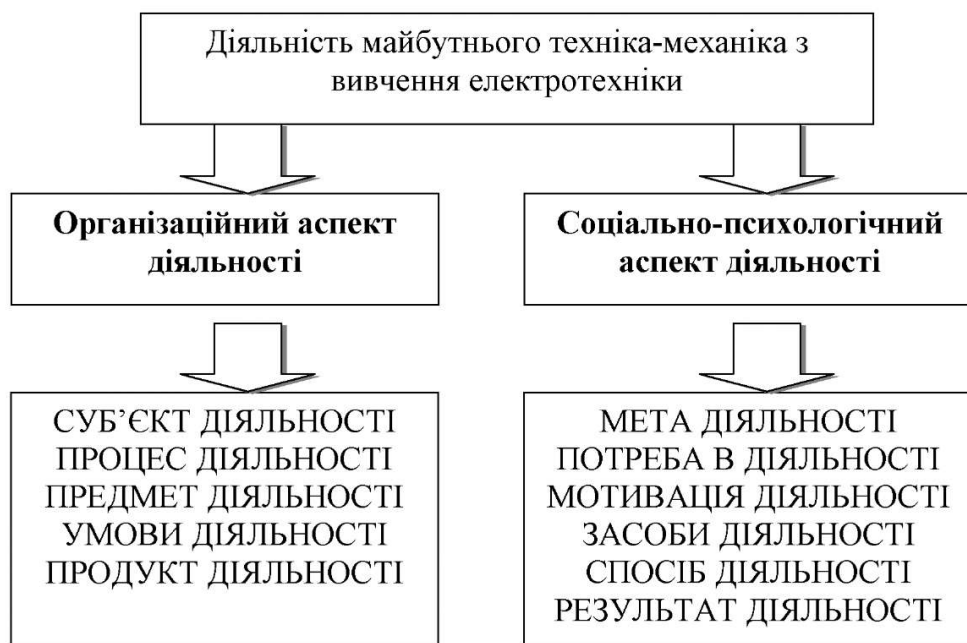 Діяльність майбутнього техніка-механіка з
вивчення електротехніки
Організаційний аспект
діяльності
Соціально-психологічний
аспект діяльності
СУБ’ЄКТ ДІЯЛЬНОСТІ
ПРОЦЕС ДІЯЛЬНОСТІ
ПРЕДМЕТ ДІЯЛЬНОСТІ
УМОВИ ДІЯЛЬНОСТІ
ПРОДУКТ ДІЯЛЬНОСТІ
МЕТА ДІЯЛЬНОСТІ
ПОТРЕБА В ДІЯЛЬНОСТІ
МОТИВАЦІЯ ДІЯЛЬНОСТІ
ЗАСОБИ ДІЯЛЬНОСТІ
СПОСІБ ДІЯЛЬНОСТІ
РЕЗУЛЬТАТ ДІЯЛЬНОСТІ